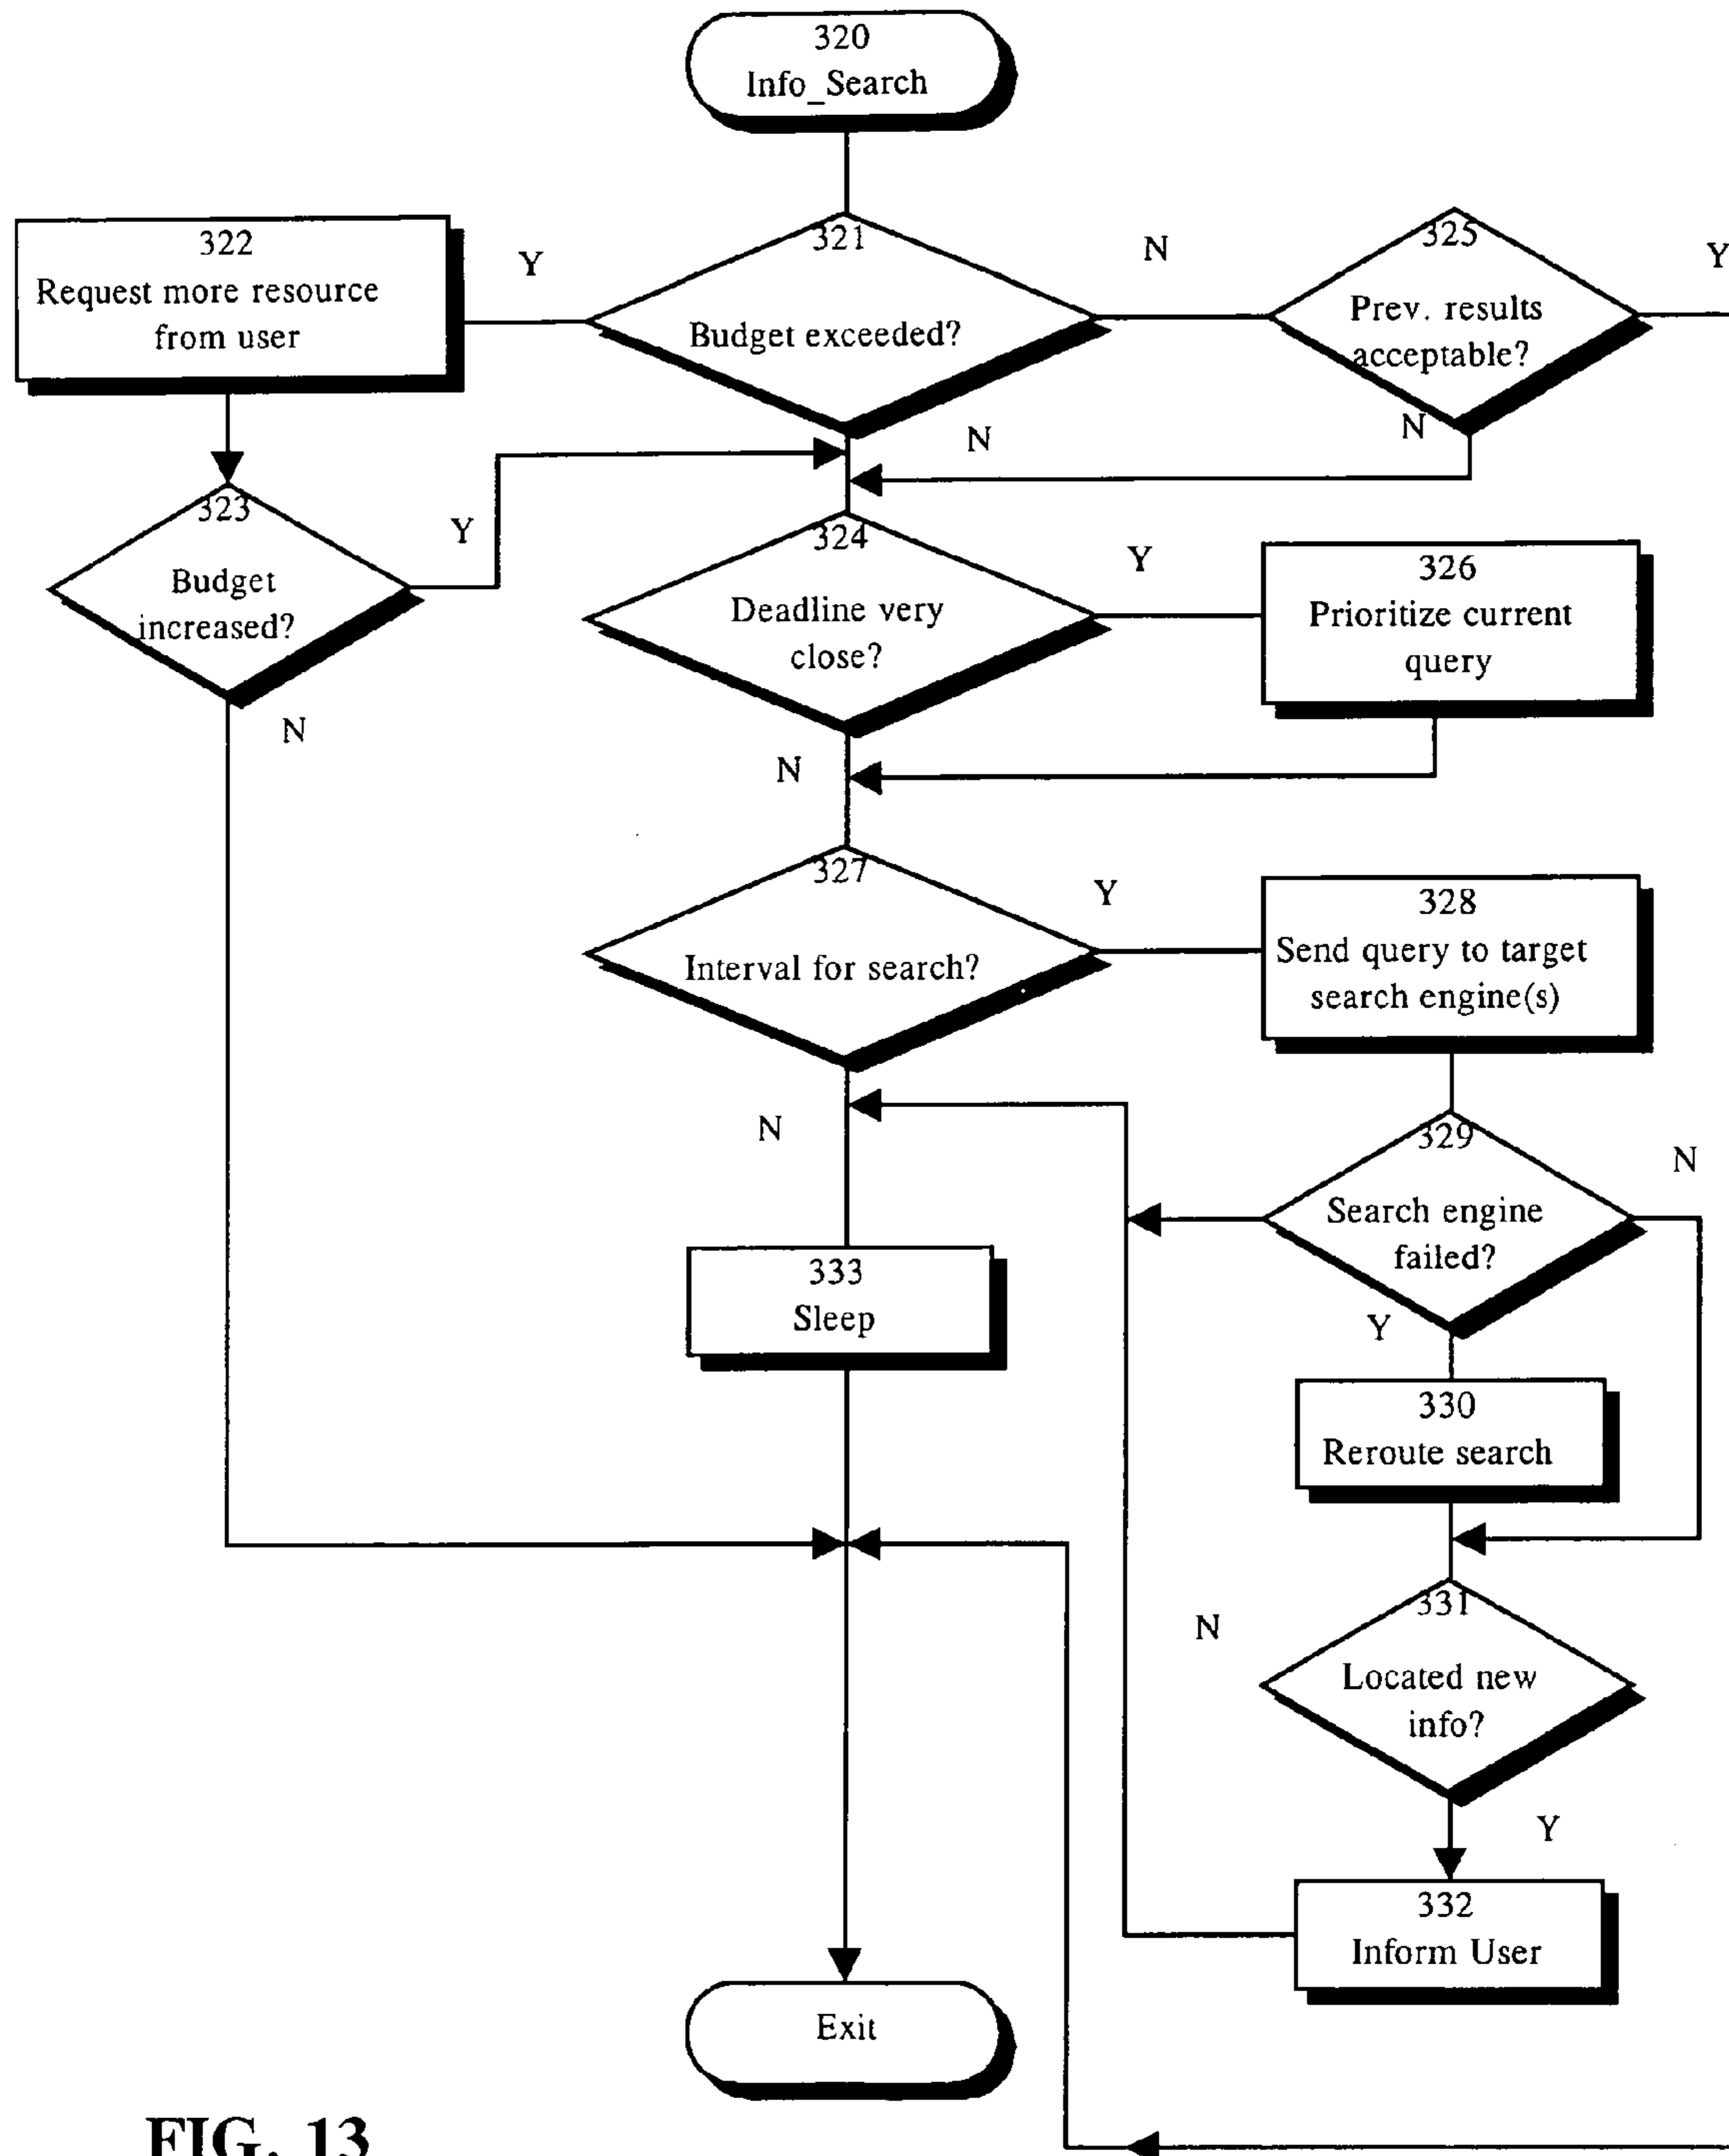 320
Info_Search
321
Budget exceeded?
Y
N
322
Request more resource
from user
325
Prev. results
acceptable?
Y
N
N
323
Budget
increased?
Y
N
324
Deadline very
close?
Y
N
326
Prioritize current
query
327
Interval for search?
Y
N
328
Send query to target
search engine(s)
329
Search engine
failed?
N
Y
333
Sleep
330
Reroute search
331
Located new
info?
N
Y
332
Inform User
Exit
FIG. 13